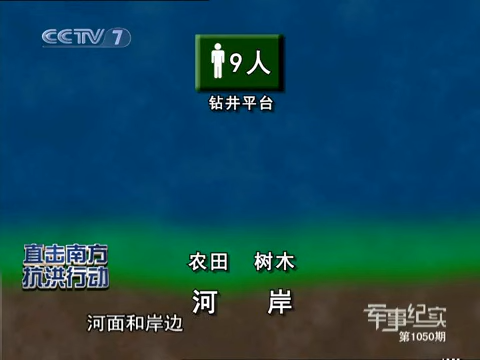 CCTV 7
9人
钻井平台
直击南方
抗洪行动
农田 树木
河 岸
河面和岸边
军事纪实
第1050期